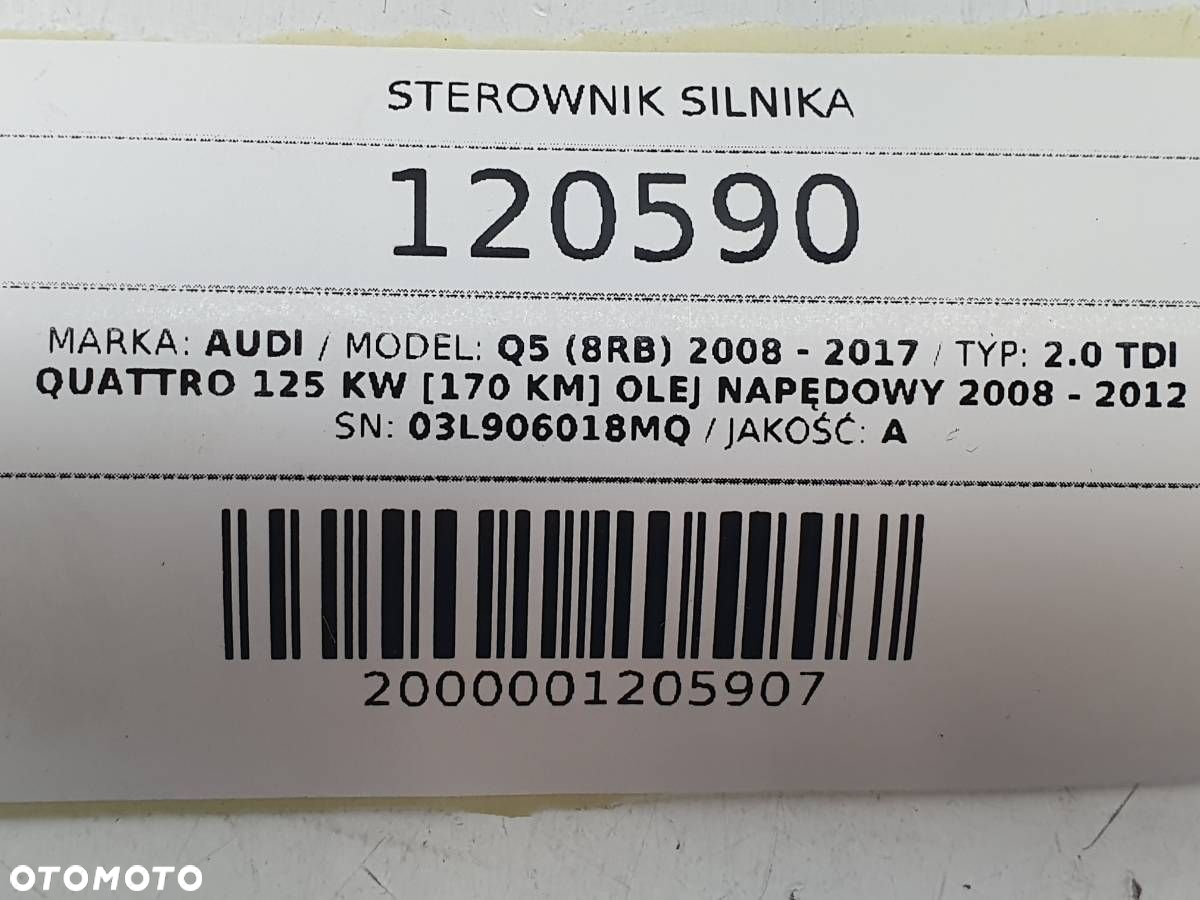 STEROWNIK SILNIKA
120590
MARKA: AUDI / MODEL: Q5 (8RB) 2008 - 2017 / TYP: 2.0 TDI
QUATTRO 125 KW [170 KM] OLEJ NAPĘDOWY 2008 - 2012
SN: 03L906018MQ / JAKOŚĆ: A
2000001205907
OTOMOTO